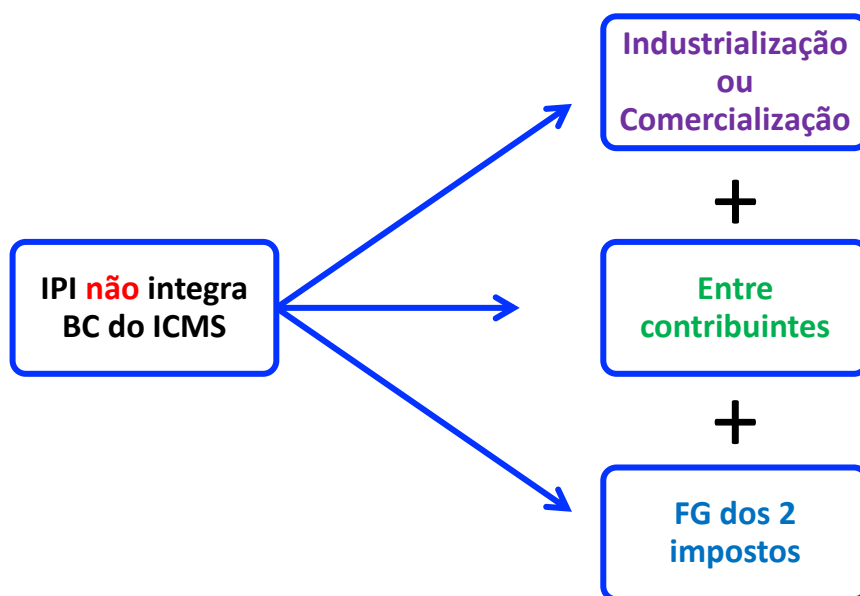 Industrialização
ou
Comercialização
+
IPI não integra
BC do ICMS
Entre
contribuintes
+
FG dos 2
impostos